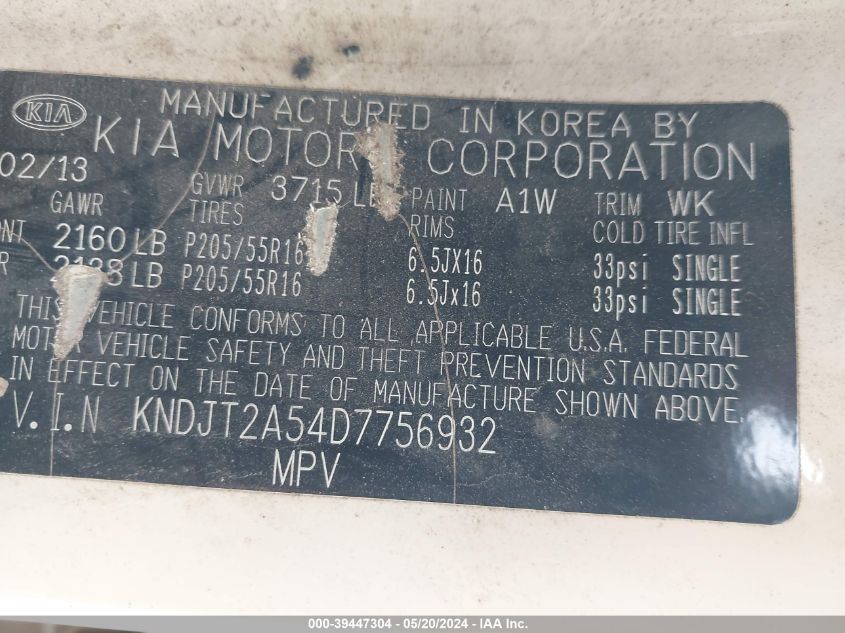 KIA
MANUFACTURED IN KOREA BY
KIA MOTORS CORPORATION
02/13 GVWR 3715 LB PAINT A1W TRIM WK
GAWR TIRES RIMS COLD TIRE INFL
NT 2160 LB P205/55R16 6.5JX16 33psi SINGLE
R LB P205/55R16 6.5Jx16 33psi SINGLE
THIS VEHICLE CONFORMS TO ALL APPLICABLE U.S.A. FEDERAL
MOTOR VEHICLE SAFETY AND THEFT PREVENTION STANDARDS
IN EFFECT ON THE DATE OF MANUFACTURE SHOWN ABOVE.
V.I.N KNDJT2A54D7756932
MPV
000-39447304 — 05/20/2024 — IAA Inc.